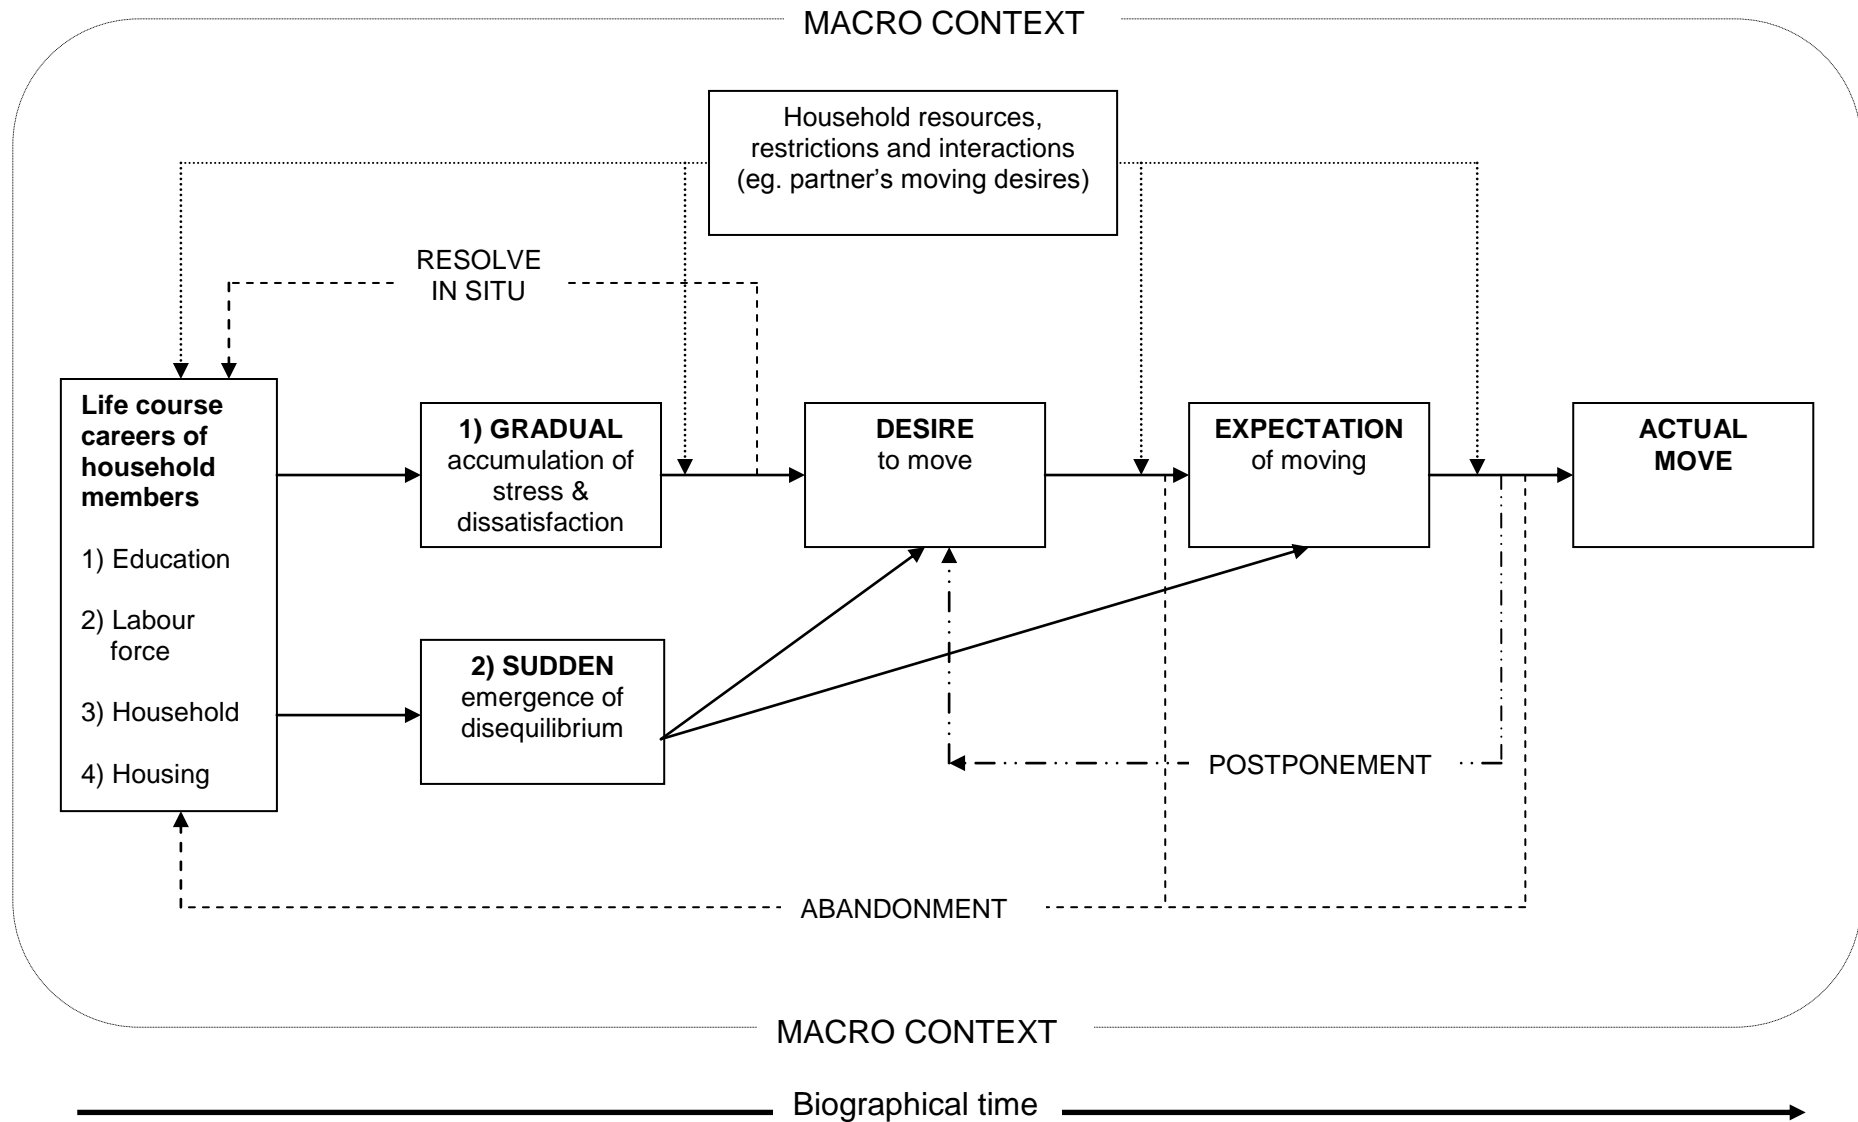 MACRO CONTEXT
Household resources,
restrictions and interactions
(eg. partner’s moving desires)
RESOLVE
IN SITU
Life course
careers of
household
members
1) Education
2) Labour
force
3) Household
4) Housing
1) GRADUAL
accumulation of
stress &
dissatisfaction
DESIRE
to move
EXPECTATION
of moving
ACTUAL
MOVE
2) SUDDEN
emergence of
disequilibrium
POSTPONEMENT
ABANDONMENT
MACRO CONTEXT
Biographical time